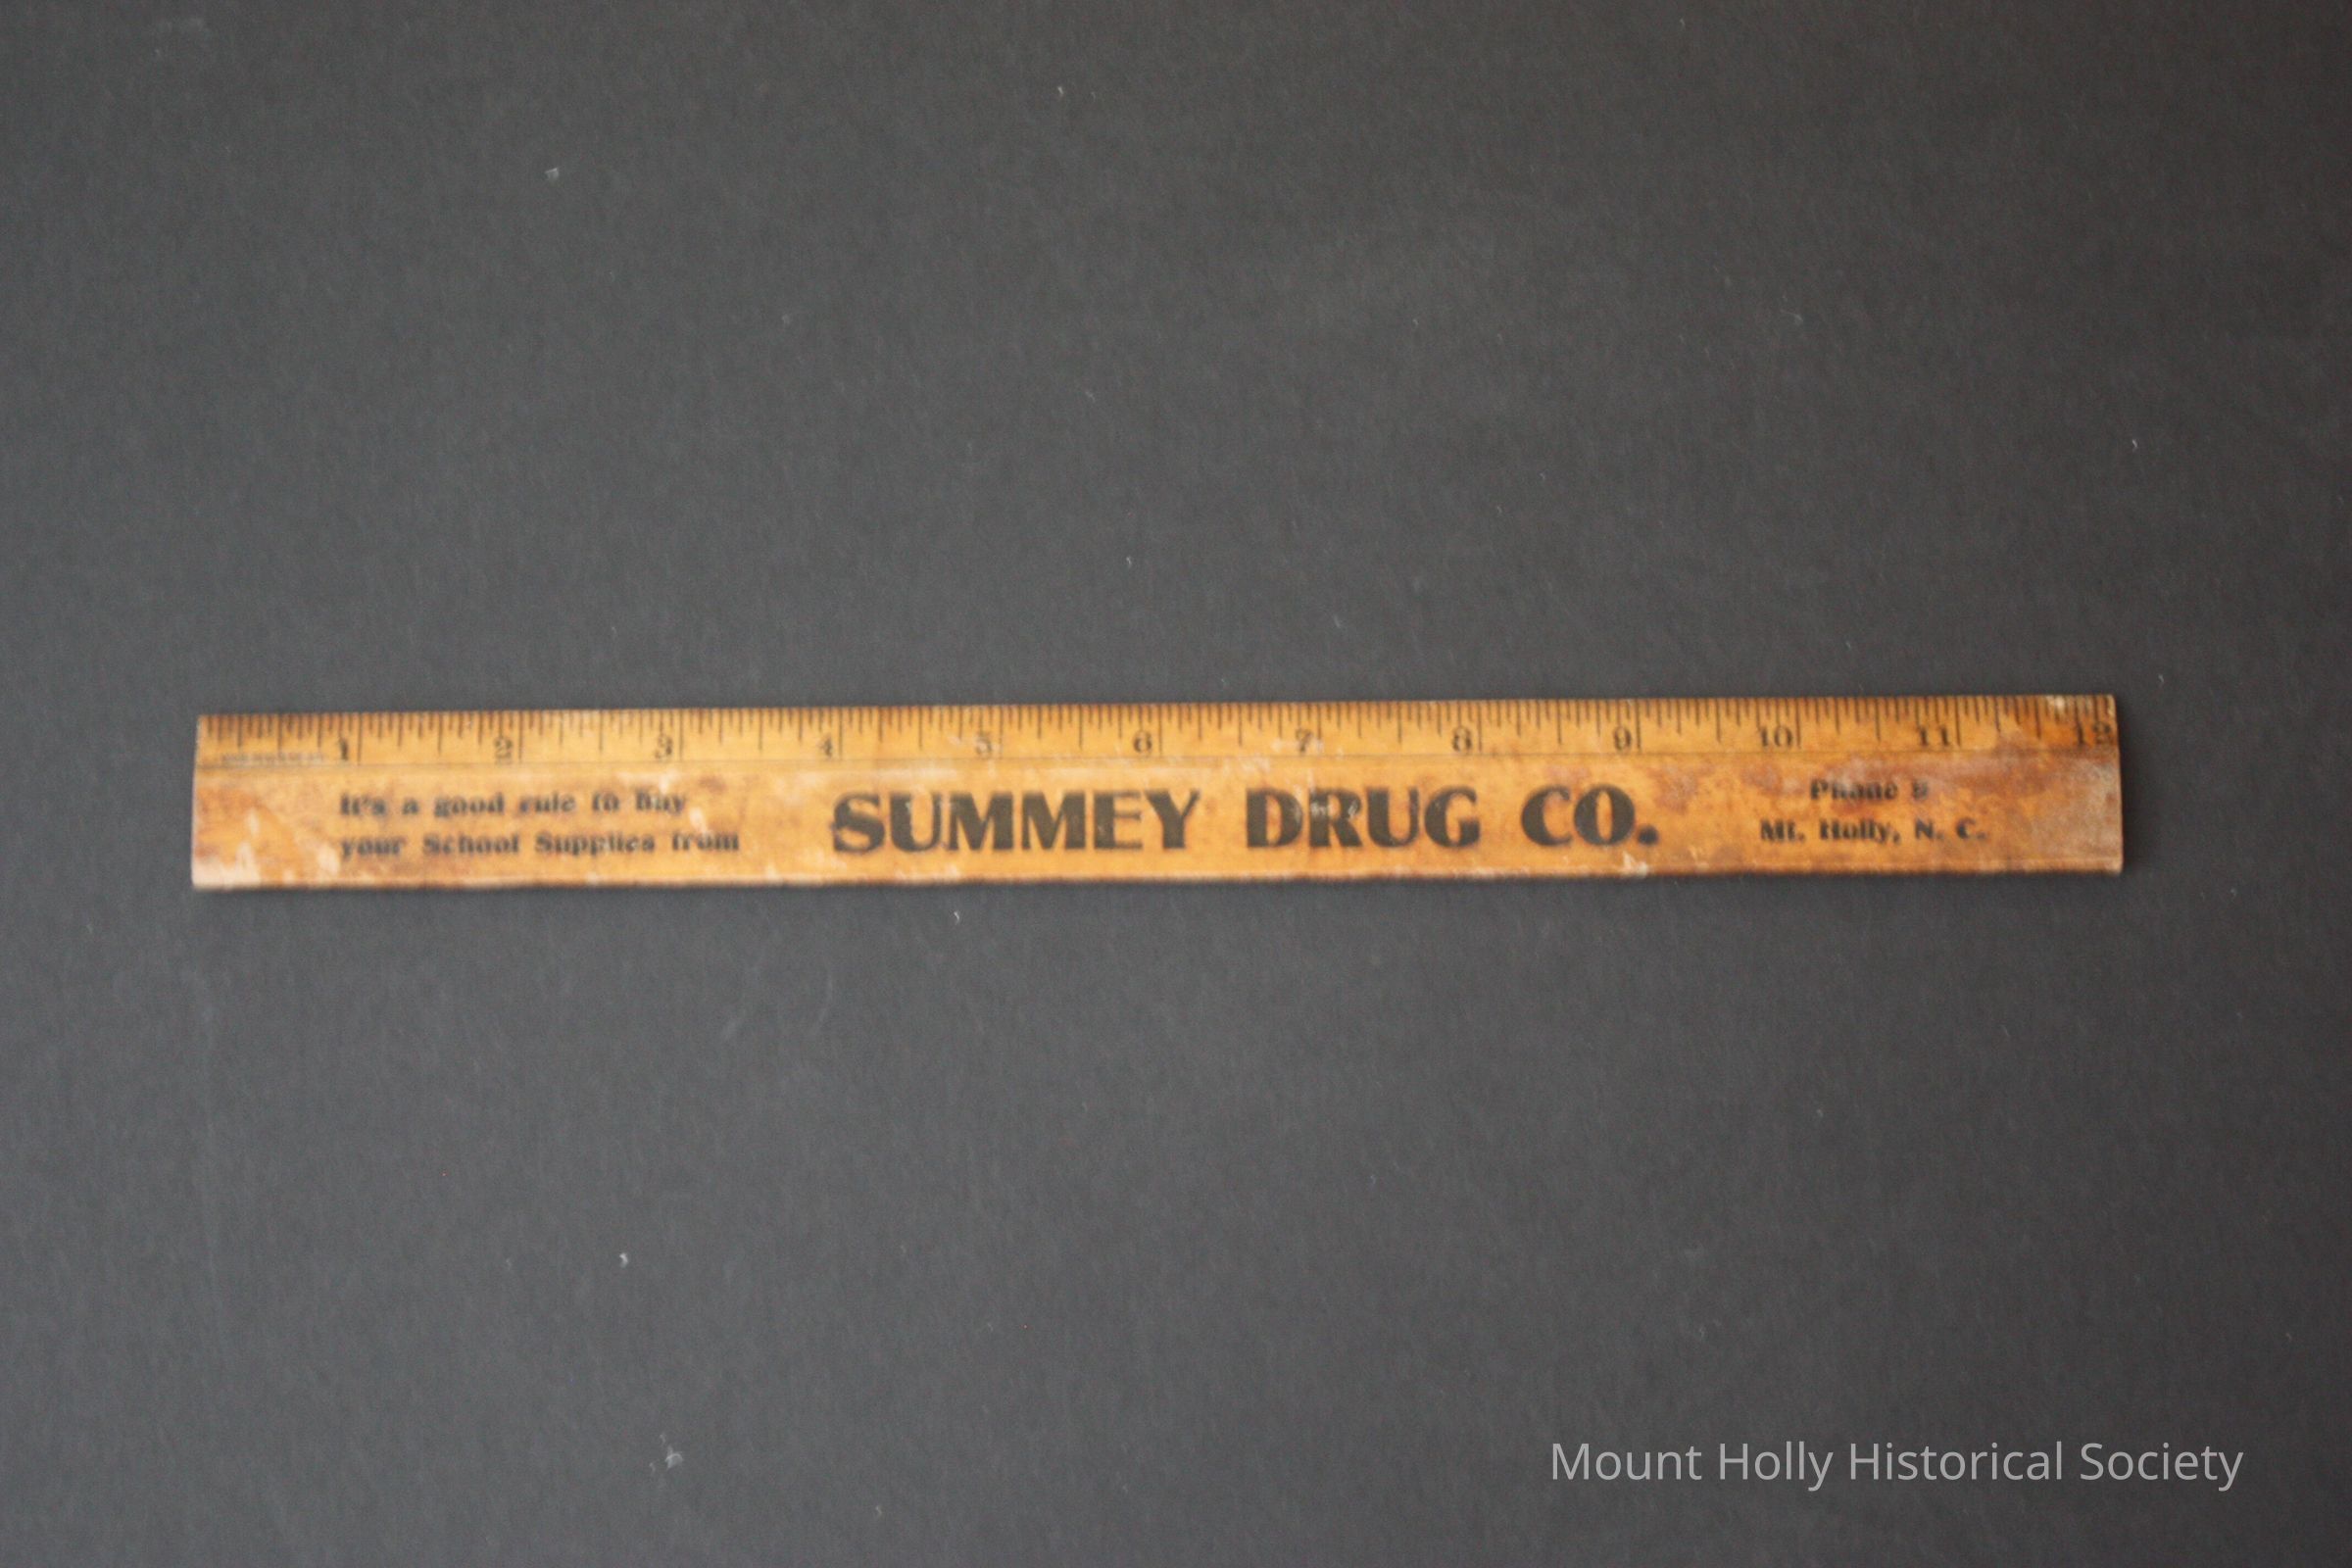 1 2 3 4 5 6 7 8 9 10 11 12
It's a good rule to buy
your School Supplies from
SUMMEY DRUG CO.
Phone
Mt. Holly, N. C.
Mount Holly Historical Society